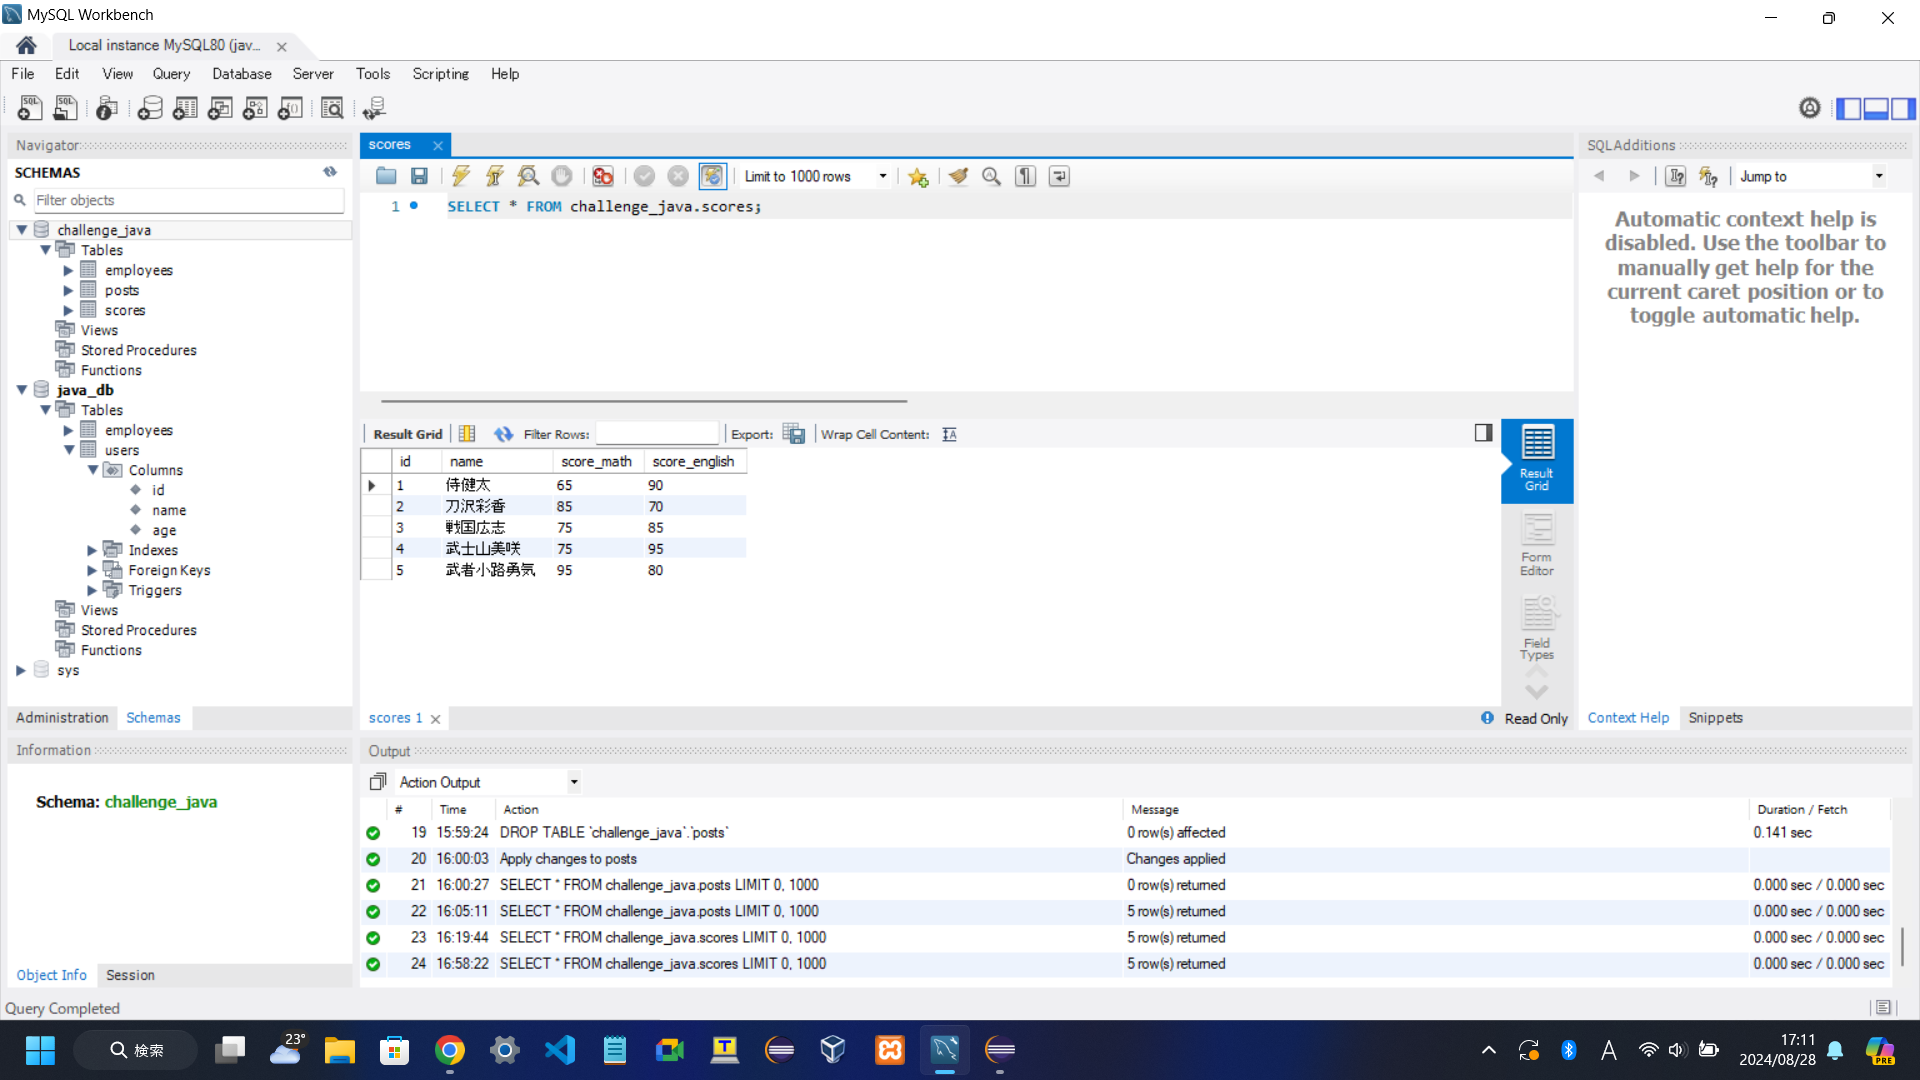 MySQL Workbench
Local instance MySQL80 (jav...
File Edit View Query Database Server Tools Scripting Help
Navigator
SCHEMAS
Filter objects
challenge_java
Tables
employees
posts
scores
Views
Stored Procedures
Functions
java_db
Tables
employees
users
Columns
id
name
age
Indexes
Foreign Keys
Triggers
Views
Stored Procedures
Functions
sys
Administration Schemas
Information
Schema: challenge_java
Object Info Session
Query Completed
scores
Limit to 1000 rows
1 SELECT * FROM challenge_java.scores;
Result Grid Filter Rows: Export: Wrap Cell Content:
id name score_math score_english
1 侍健太 65 90
2 刀沢彩香 85 70
3 戦国広志 75 85
4 武士山美咲 75 95
5 武者小路勇気 95 80
Result Grid
Form Editor
Field Types
scores 1
Read Only
SQLAdditions
Jump to
Automatic context help is
disabled. Use the toolbar to
manually get help for the
current caret position or to
toggle automatic help.
Context Help Snippets
Output
Action Output
# Time Action Message Duration / Fetch
19 15:59:24 DROP TABLE `challenge_java`.`posts` 0 row(s) affected 0.141 sec
20 16:00:03 Apply changes to posts Changes applied
21 16:00:27 SELECT * FROM challenge_java.posts LIMIT 0, 1000 0 row(s) returned 0.000 sec / 0.000 sec
22 16:05:11 SELECT * FROM challenge_java.posts LIMIT 0, 1000 5 row(s) returned 0.000 sec / 0.000 sec
23 16:19:44 SELECT * FROM challenge_java.scores LIMIT 0, 1000 5 row(s) returned 0.000 sec / 0.000 sec
24 16:58:22 SELECT * FROM challenge_java.scores LIMIT 0, 1000 5 row(s) returned 0.000 sec / 0.000 sec
検索
23°
A
17:11
2024/08/28
PRE